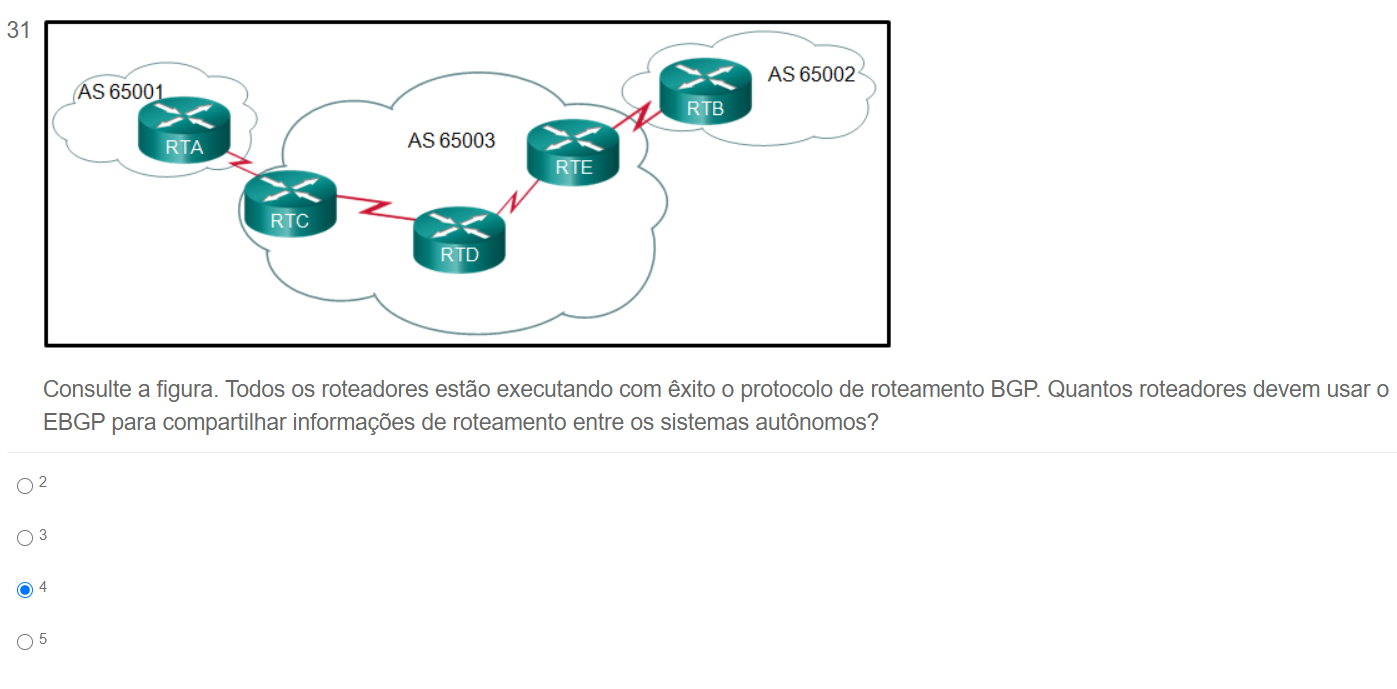 31
AS 65001
AS 65002
RTB
AS 65003
RTA
RTE
RTC
RTD
Consulte a figura. Todos os roteadores estão executando com êxito o protocolo de roteamento BGP. Quantos roteadores devem usar o
EBGP para compartilhar informações de roteamento entre os sistemas autônomos?
2
3
4
5